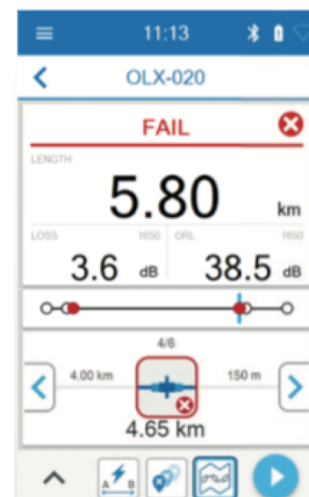 11:13
OLX-020
FAIL
LENGTH
5.80 km
LOSS 1650 ORL 1650
3.6 dB 38.5 dB
4/6
4.00 km 150 m
4.65 km
A B